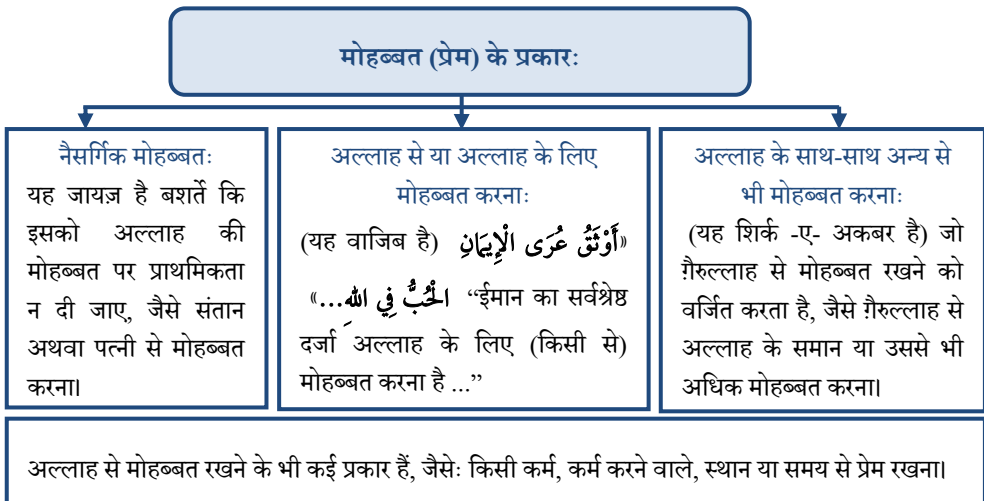 मोहब्बत (प्रेम) के प्रकारः
नैसर्गिक मोहब्बतः
यह जायज़ है बशर्ते कि
इसको अल्लाह की
मोहब्बत पर प्राथमिकता
न दी जाए, जैसे संतान
अथवा पत्नी से मोहब्बत
करना।
अल्लाह से या अल्लाह के लिए
मोहब्बत करनाः
(यह वाजिब है) «أَوْثَقُ عُرَى الْإِيمَانِ
الْحُبُّ فِي اللهِ...» “ईमान का सर्वश्रेष्ठ
दर्जा अल्लाह के लिए (किसी से)
मोहब्बत करना है ...”
अल्लाह के साथ-साथ अन्य से
भी मोहब्बत करनाः
(यह शिर्क -ए- अकबर है) जो
ग़ैरुल्लाह से मोहब्बत रखने को
वर्जित करता है, जैसे ग़ैरुल्लाह से
अल्लाह के समान या उससे भी
अधिक मोहब्बत करना।
अल्लाह से मोहब्बत रखने के भी कई प्रकार हैं, जैसेः किसी कर्म, कर्म करने वाले, स्थान या समय से प्रेम रखना।